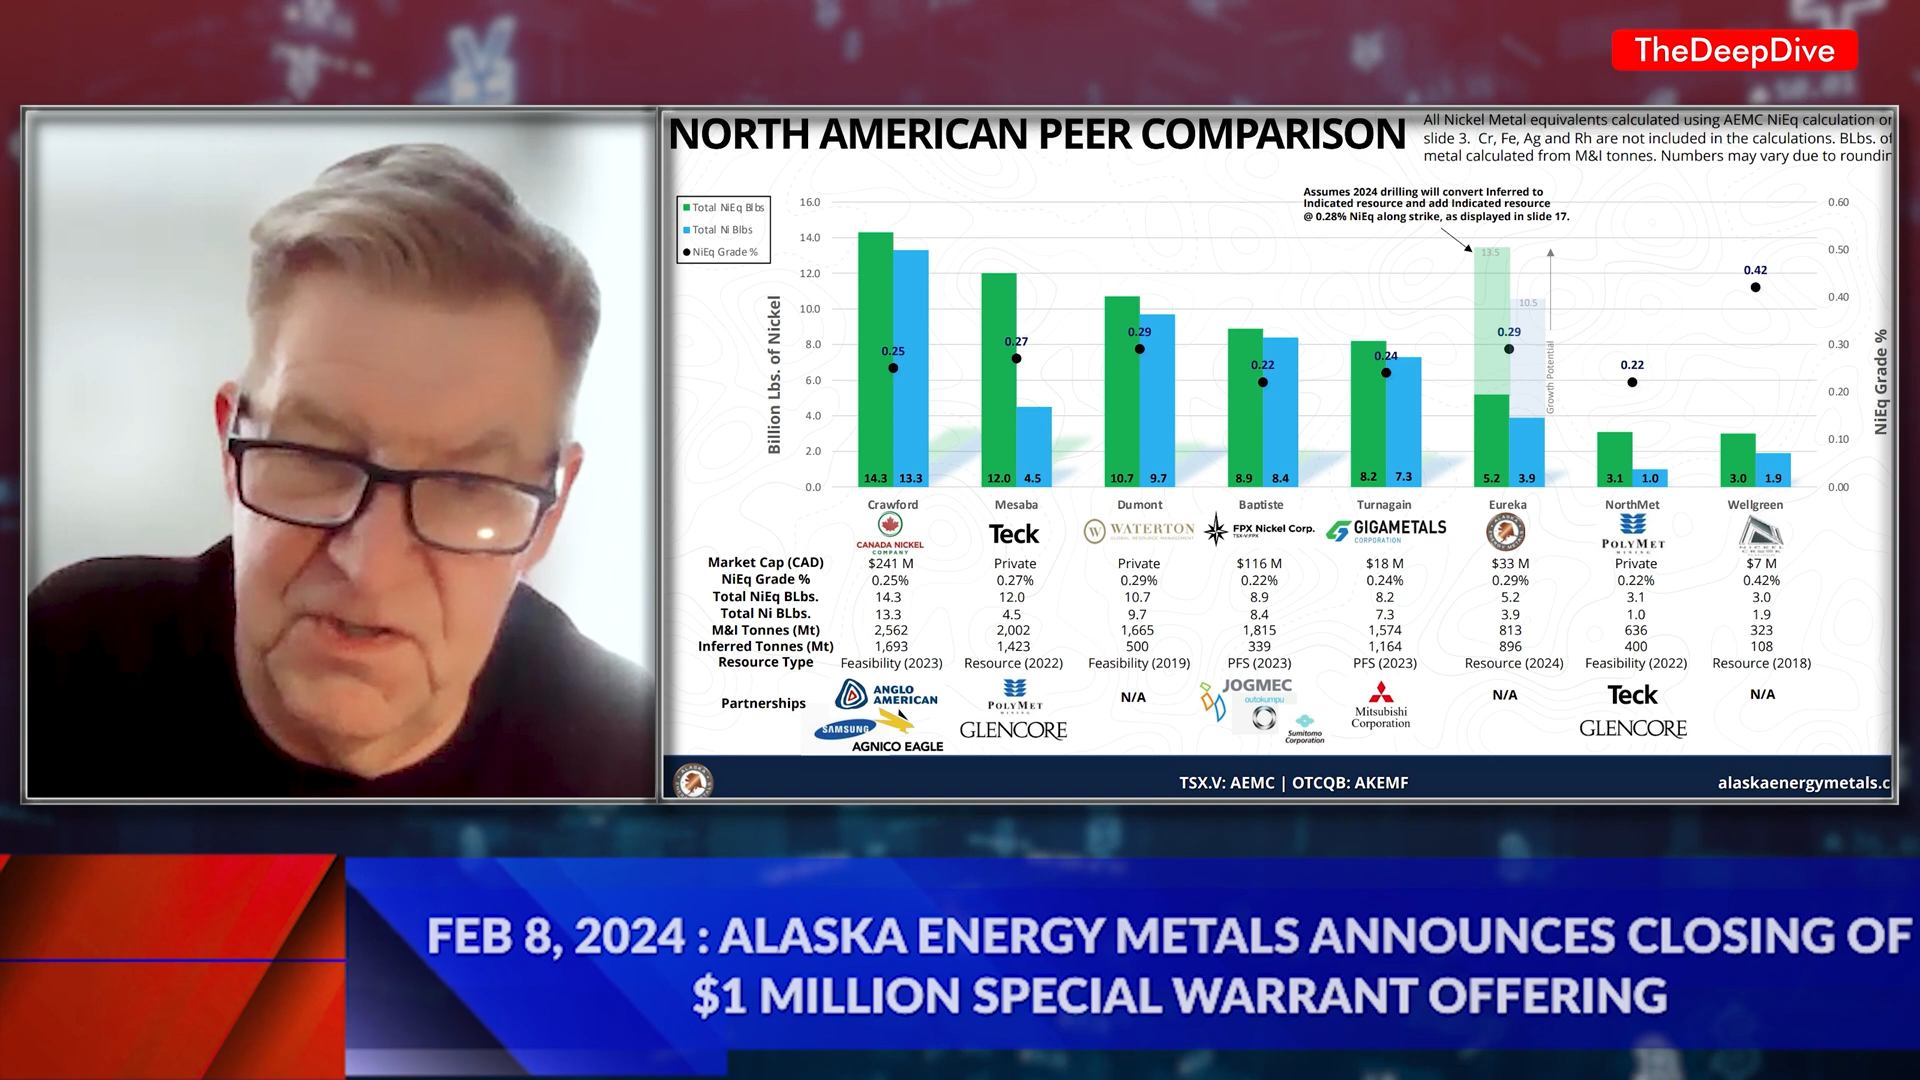 TheDeepDive
NORTH AMERICAN PEER COMPARISON
All Nickel Metal equivalents calculated using AEMC NiEq calculation on
slide 3. Cr, Fe, Ag and Rh are not included in the calculations. BLbs. of
metal calculated from M&I tonnes. Numbers may vary due to roundin
Total NiEq Blbs
Total Ni Blbs
NiEq Grade %
Assumes 2024 drilling will convert Inferred to
Indicated resource and add Indicated resource
@ 0.28% NiEq along strike, as displayed in slide 17.
Billion Lbs. of Nickel
16.0
14.0
12.0
10.0
8.0
6.0
4.0
2.0
0.0
0.60
0.50
0.40
0.30
0.20
0.10
0.00
NiEq Grade %
0.25 0.27 0.29 0.22 0.24 0.29 0.22 0.42
13.5
10.5
Growth Potential
14.3 13.3 12.0 4.5 10.7 9.7 8.9 8.4 8.2 7.3 5.2 3.9 3.1 1.0 3.0 1.9
Crawford Mesaba Dumont Baptiste Turnagain Eureka NorthMet Wellgreen
CANADA NICKEL
COMPANY
Teck
W WATERTON
GLOBAL RESOURCE MANAGEMENT
FPX Nickel Corp.
TSX-V:FPX
GIGAMETALS
CORPORATION
POLYMET
MINING
Market Cap (CAD) $241 M Private Private $116 M $18 M $33 M Private $7 M
NiEq Grade % 0.25% 0.27% 0.29% 0.22% 0.24% 0.29% 0.22% 0.42%
Total NiEq BLbs. 14.3 12.0 10.7 8.9 8.2 5.2 3.1 3.0
Total Ni BLbs. 13.3 4.5 9.7 8.4 7.3 3.9 1.0 1.9
M&I Tonnes (Mt) 2,562 2,002 1,665 1,815 1,574 813 636 323
Inferred Tonnes (Mt) 1,693 1,423 500 339 1,164 896 400 108
Resource Type Feasibility (2023) Resource (2022) Feasibility (2019) PFS (2023) PFS (2023) Resource (2024) Feasibility (2022) Resource (2018)
Partnerships
ANGLO
AMERICAN
SAMSUNG
AGNICO EAGLE
POLYMET
MINING
GLENCORE
N/A
JOGMEC
outokumpu
Sumitomo
Corporation
Mitsubishi
Corporation
N/A
Teck
GLENCORE
N/A
TSX.V: AEMC | OTCQB: AKEMF
alaskaenergymetals.c
FEB 8, 2024 : ALASKA ENERGY METALS ANNOUNCES CLOSING OF
$1 MILLION SPECIAL WARRANT OFFERING